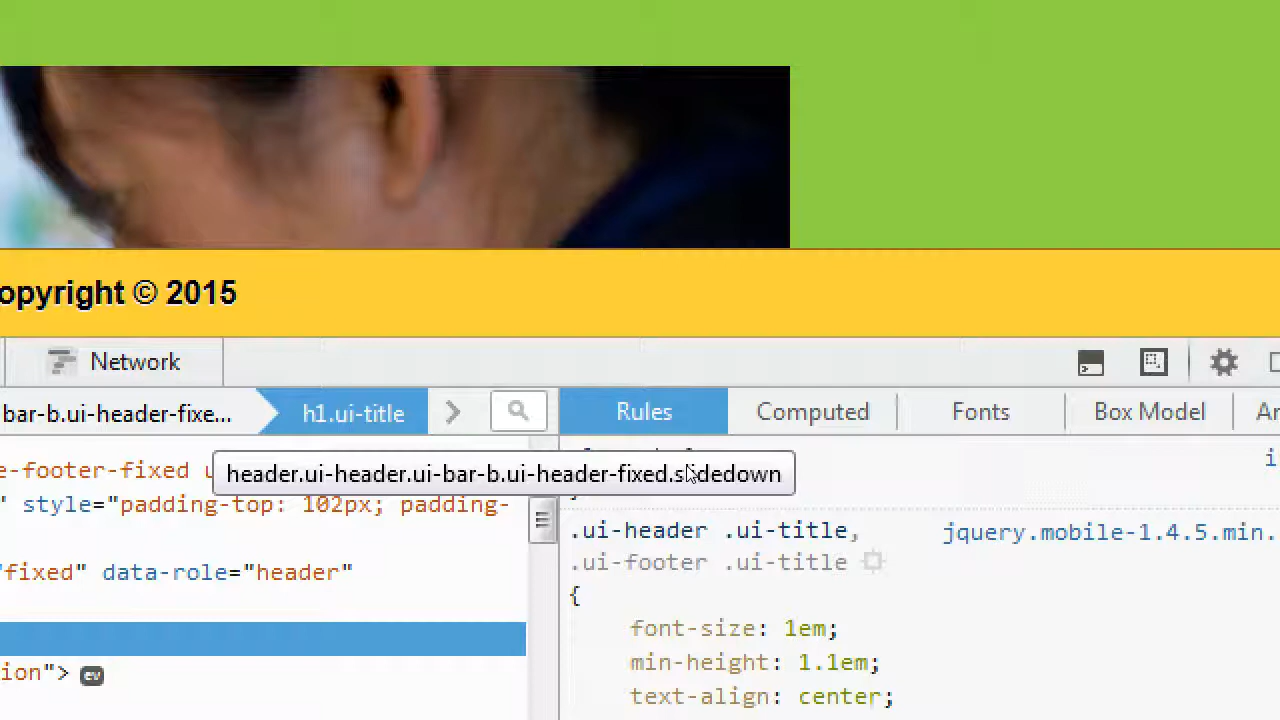 opyright © 2015
Network
bar-b.ui-header-fixe...
h1.ui-title
Rules
Computed
Fonts
Box Model
header.ui-header.ui-bar-b.ui-header-fixed.slidedown
e-footer-fixed
" style="padding-top: 102px; padding-
"fixed" data-role="header"
ion">
ev
.ui-header .ui-title,
jquery.mobile-1.4.5.min.
.ui-footer .ui-title
{
font-size: 1em;
min-height: 1.1em;
text-align: center;